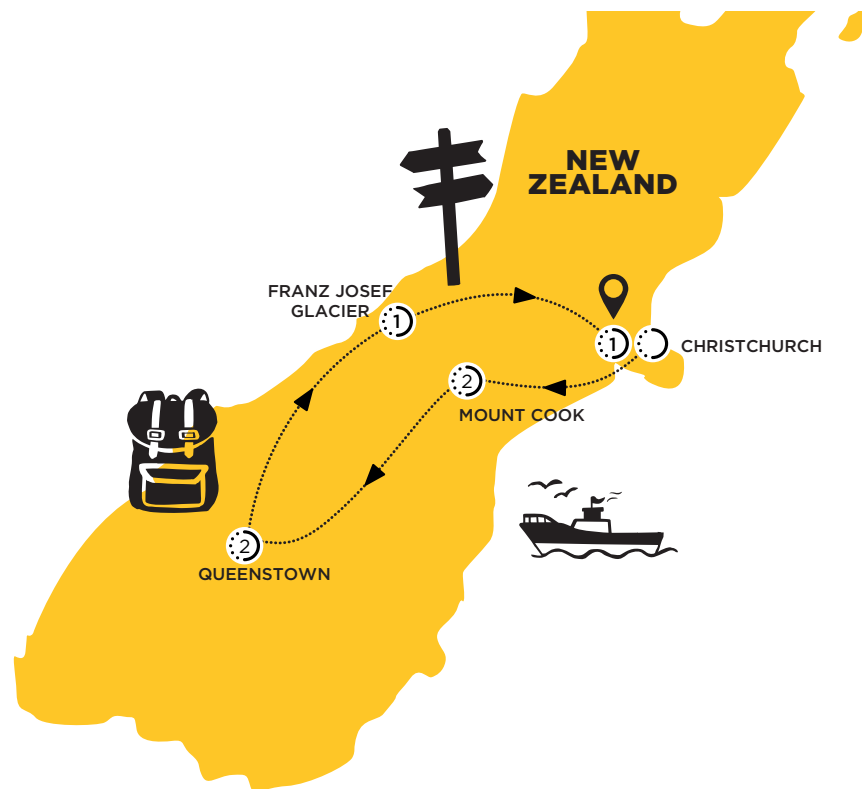 NEW
ZEALAND
FRANZ JOSEF
GLACIER
1
1
CHRISTCHURCH
2
MOUNT COOK
2
QUEENSTOWN